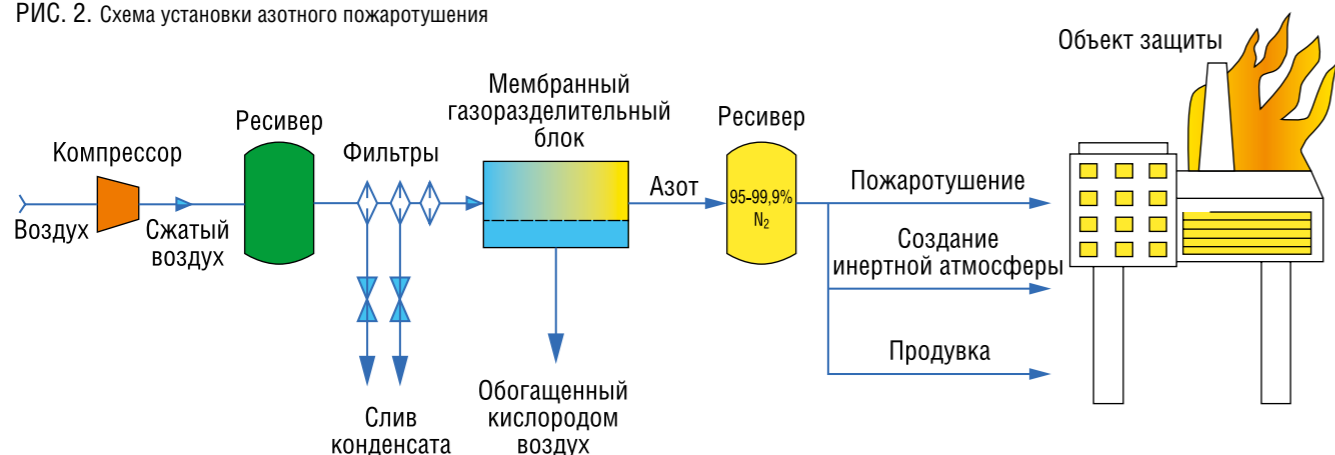 РИС. 2. Схема установки азотного пожаротушения
Объект защиты
Мембранный
газоразделительный
блок
Ресивер
Ресивер
Компрессор
Фильтры
Азот
Пожаротушение
95-99,9%
N₂
Воздух
Сжатый
воздух
Создание
инертной атмосферы
Продувка
Обогащенный
кислородом
воздух
Слив
конденсата